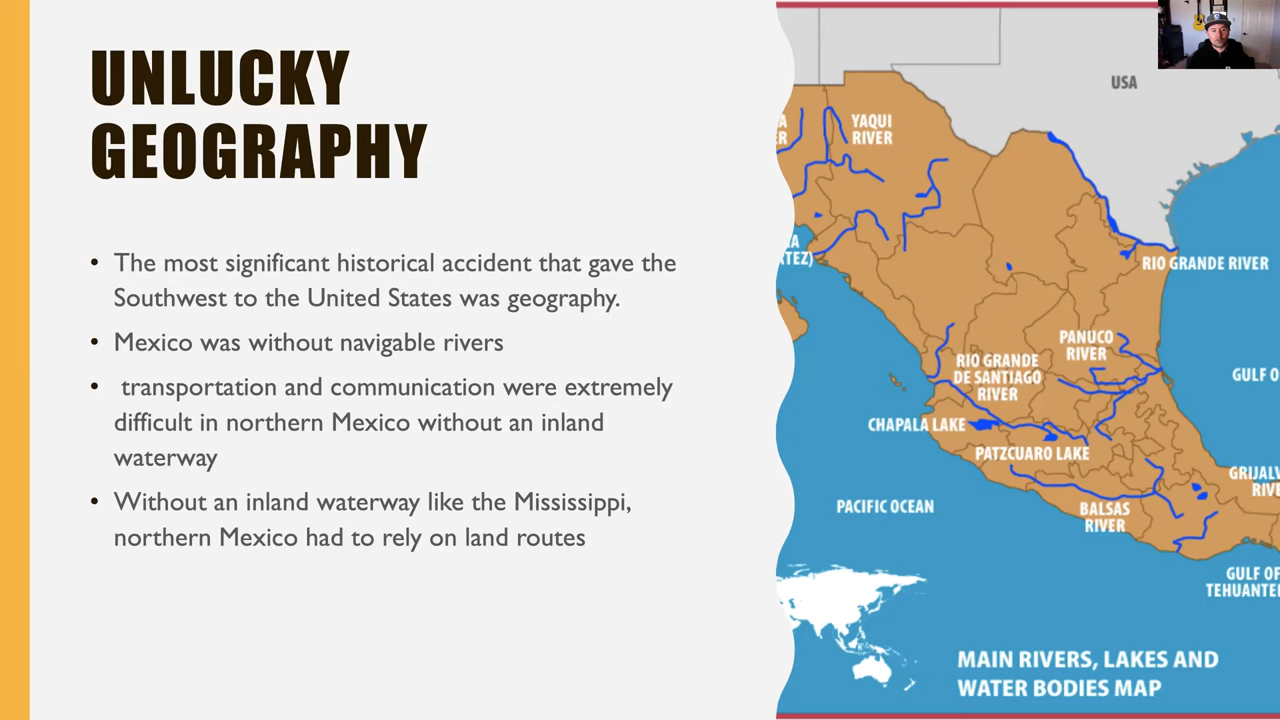 UNLUCKY
GEOGRAPHY
• The most significant historical accident that gave the
Southwest to the United States was geography.
• Mexico was without navigable rivers
• transportation and communication were extremely
difficult in northern Mexico without an inland
waterway
• Without an inland waterway like the Mississippi,
northern Mexico had to rely on land routes
USA
YAQUI
RIVER
RIO GRANDE RIVER
PANUCO
RIVER
RIO GRANDE
DE SANTIAGO
RIVER
GULF O
CHAPALA LAKE
PATZCUARO LAKE
PACIFIC OCEAN
BALSAS
RIVER
GULF OF
MAIN RIVERS, LAKES AND
WATER BODIES MAP